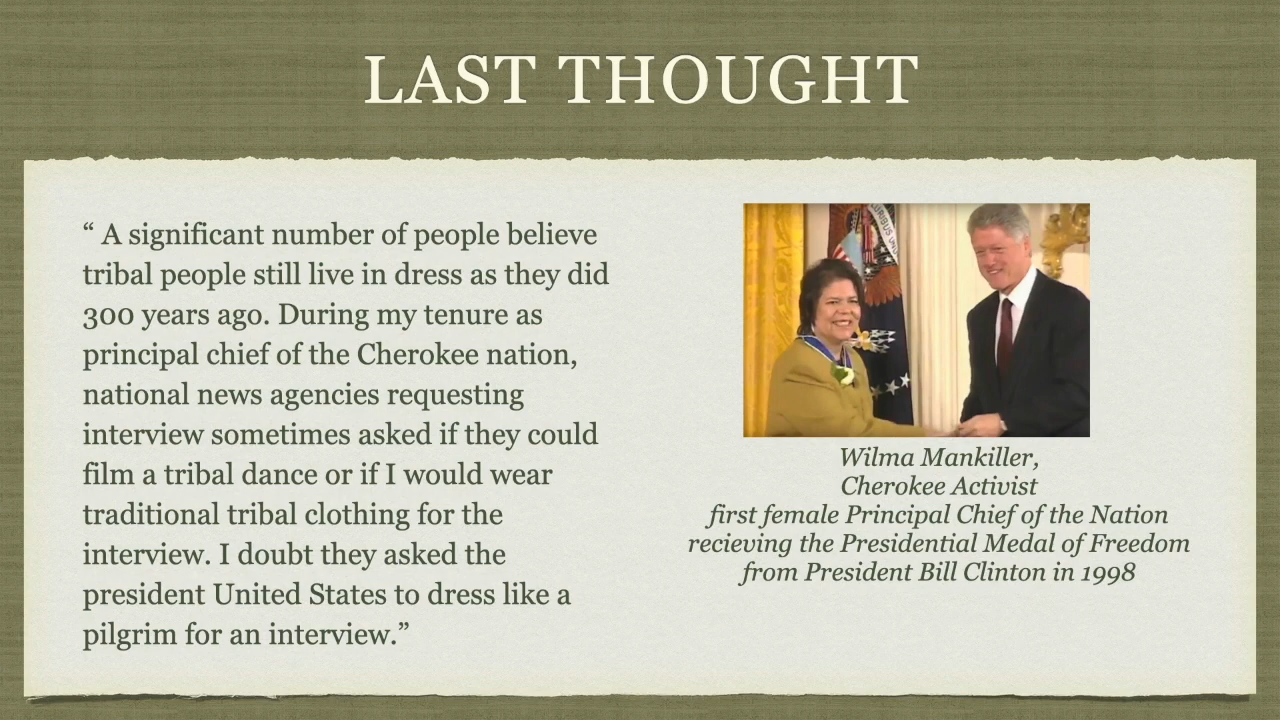 LAST THOUGHT
“ A significant number of people believe
tribal people still live in dress as they did
300 years ago. During my tenure as
principal chief of the Cherokee nation,
national news agencies requesting
interview sometimes asked if they could
film a tribal dance or if I would wear
traditional tribal clothing for the
interview. I doubt they asked the
president United States to dress like a
pilgrim for an interview.”
URIBUS UN
Wilma Mankiller,
Cherokee Activist
first female Principal Chief of the Nation
recieving the Presidential Medal of Freedom
from President Bill Clinton in 1998